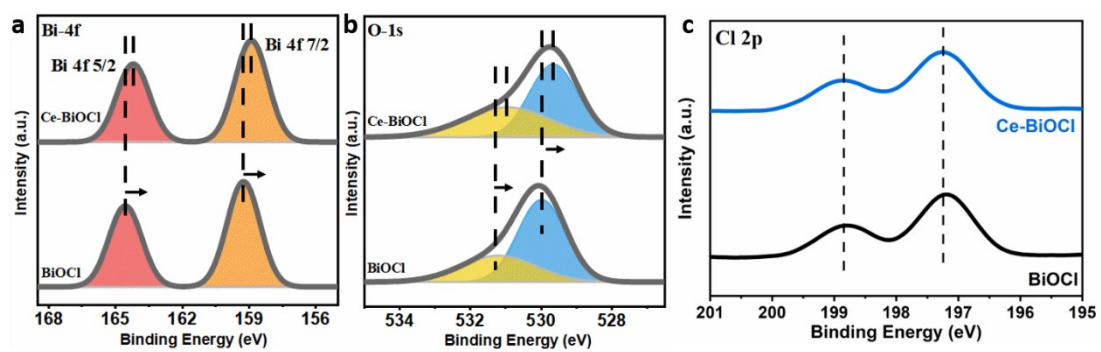 a
Bi-4f
Bi 4f 5/2
Bi 4f 7/2
Ce-BiOCl
BiOCl
Intensity (a.u.)
168 165 162 159 156
Binding Energy (eV)
b
O-1s
Ce-BiOCl
BiOCl
Intensity (a.u.)
534 532 530 528
Binding Energy (eV)
c
Cl 2p
Ce-BiOCl
BiOCl
Intensity (a.u.)
201 200 199 198 197 196 195
Binding Energy (eV)